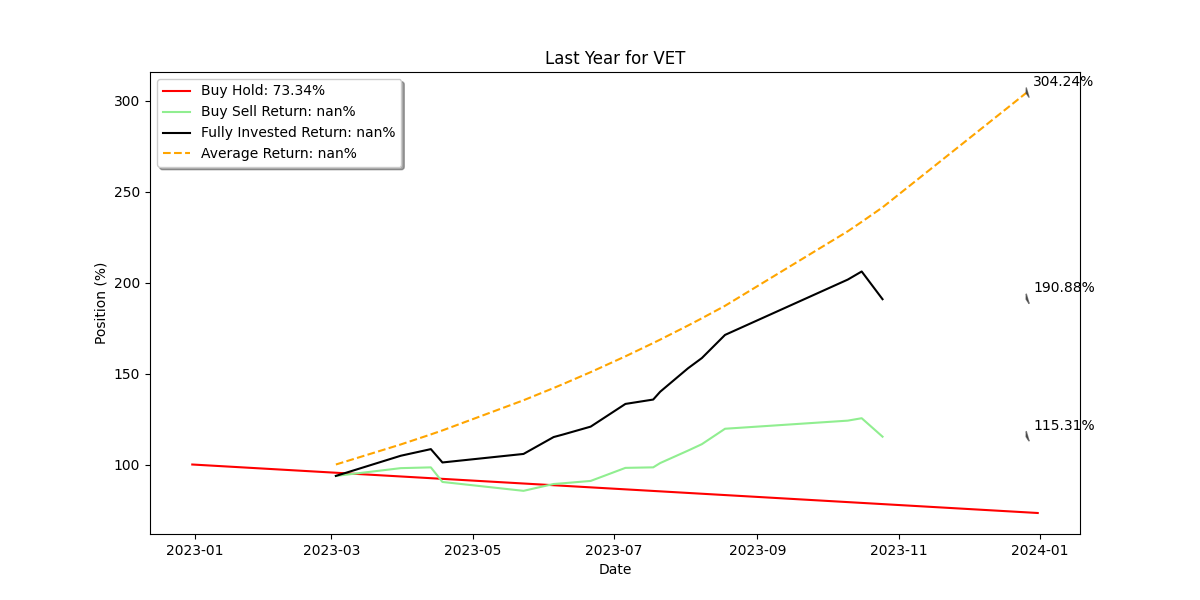 Last Year for VET
Buy Hold: 73.34%
Buy Sell Return: nan%
Fully Invested Return: nan%
Average Return: nan%
304.24%
190.88%
115.31%
Position (%)
300
250
200
150
100
2023-01
2023-03
2023-05
2023-07
2023-09
2023-11
2024-01
Date